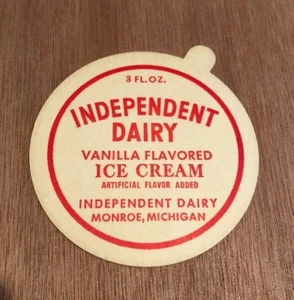 3 FL.OZ.
INDEPENDENT
DAIRY
VANILLA FLAVORED
ICE CREAM
ARTIFICIAL FLAVOR ADDED
INDEPENDENT DAIRY
MONROE, MICHIGAN